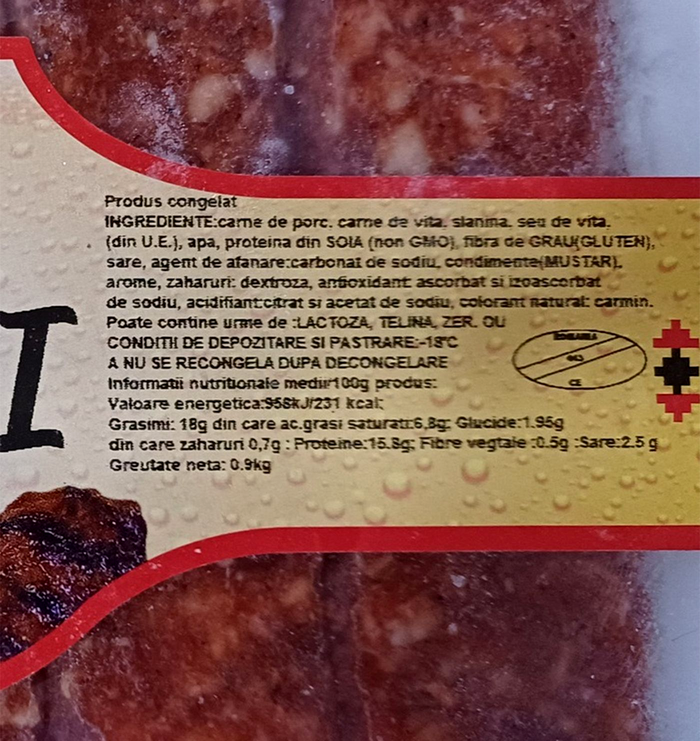 Produs congelat
INGREDIENTE:carne de porc, carne de vita, slanina, seu de vita,
(din U.E.), apa, proteina din SOIA (non GMO), fibra de GRAU(GLUTEN),
sare, agent de afanare:carbonat de sodiu, condimente(MUSTAR),
arome, zaharuri: dextroza, antioxidant: ascorbat si izoascorbat
de sodiu, acidifiant:citrat si acetat de sodiu, colorant natural: carmin.
Poate contine urme de :LACTOZA, TELINA, ZER, OU
CONDITII DE DEPOZITARE SI PASTRARE:-18°C
A NU SE RECONGELA DUPA DECONGELARE
Informatii nutritionale medii/100g produs:
Valoare energetica:958kJ/231 kcal;
Grasimi: 18g din care ac.grasi saturati:6,8g; Glucide:1.95g
din care zaharuri 0,7g : Proteine:15.8g; Fibre vegtale :0.5g :Sare:2.5 g
Greutate neta: 0.9kg
ROMANIA
CE
I